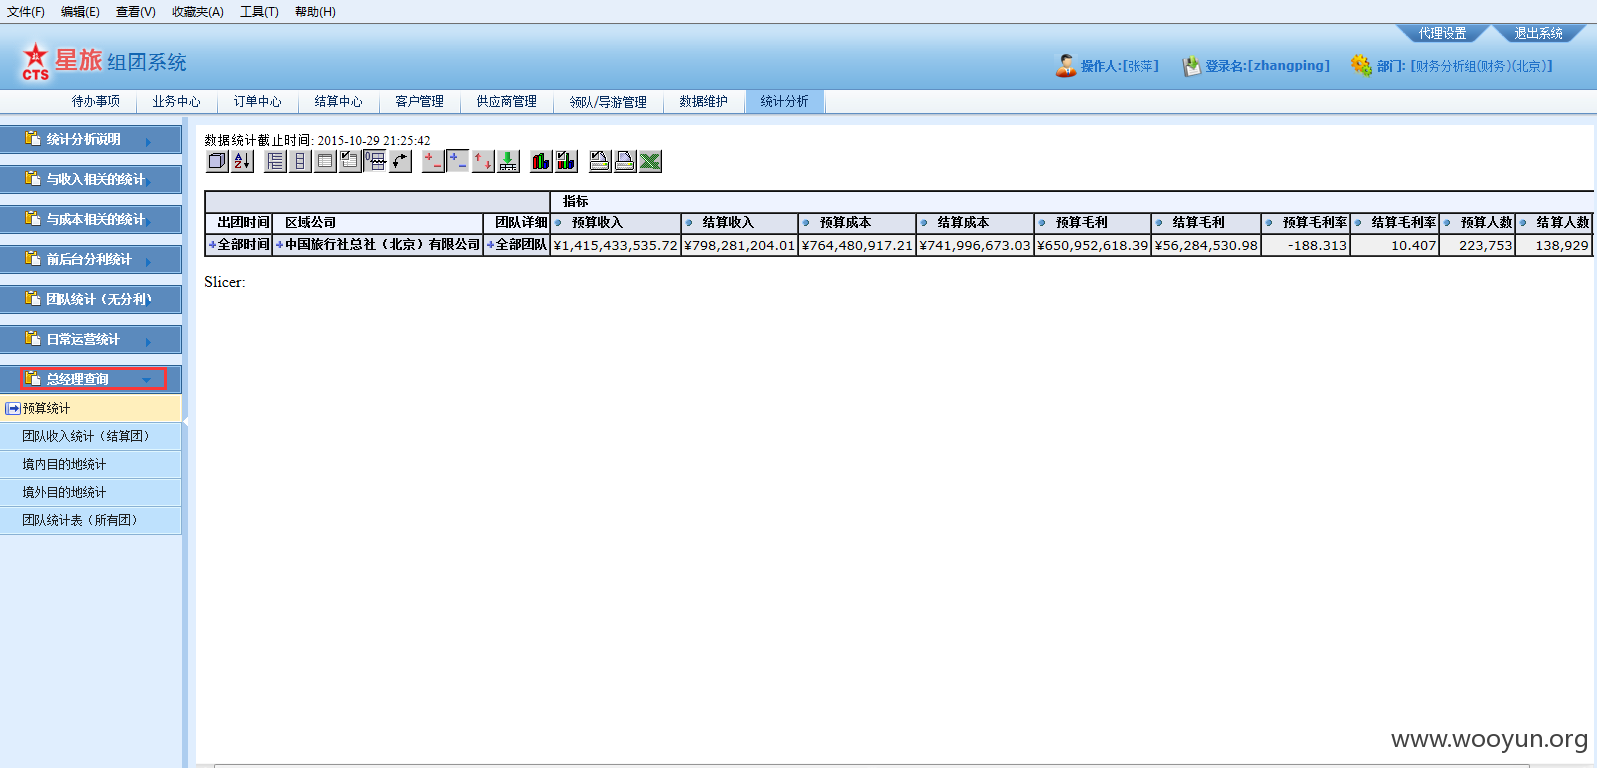 文件(F) 编辑(E) 查看(V) 收藏夹(A) 工具(T) 帮助(H)
代理设置 退出系统
CTS 星旅 组团系统
操作人:[张萍] 登录名:[zhangping] 部门: [财务分析组(财务)(北京)]
待办事项 业务中心 订单中心 结算中心 客户管理 供应商管理 领队/导游管理 数据维护 统计分析
统计分析说明
与收入相关的统计
与成本相关的统计
前后台分利统计
团队统计（无分利）
日常运营统计
总经理查询
预算统计
团队收入统计（结算团）
境内目的地统计
境外目的地统计
团队统计表（所有团）
数据统计截止时间: 2015-10-29 21:25:42
指标
出团时间 区域公司 团队详细 预算收入 结算收入 预算成本 结算成本 预算毛利 结算毛利 预算毛利率 结算毛利率 预算人数 结算人数
+全部时间 +中国旅行社总社（北京）有限公司 +全部团队 ¥1,415,433,535.72 ¥798,281,204.01 ¥764,480,917.21 ¥741,996,673.03 ¥650,952,618.39 ¥56,284,530.98 -188.313 10.407 223,753 138,929
Slicer:
www.wooyun.org